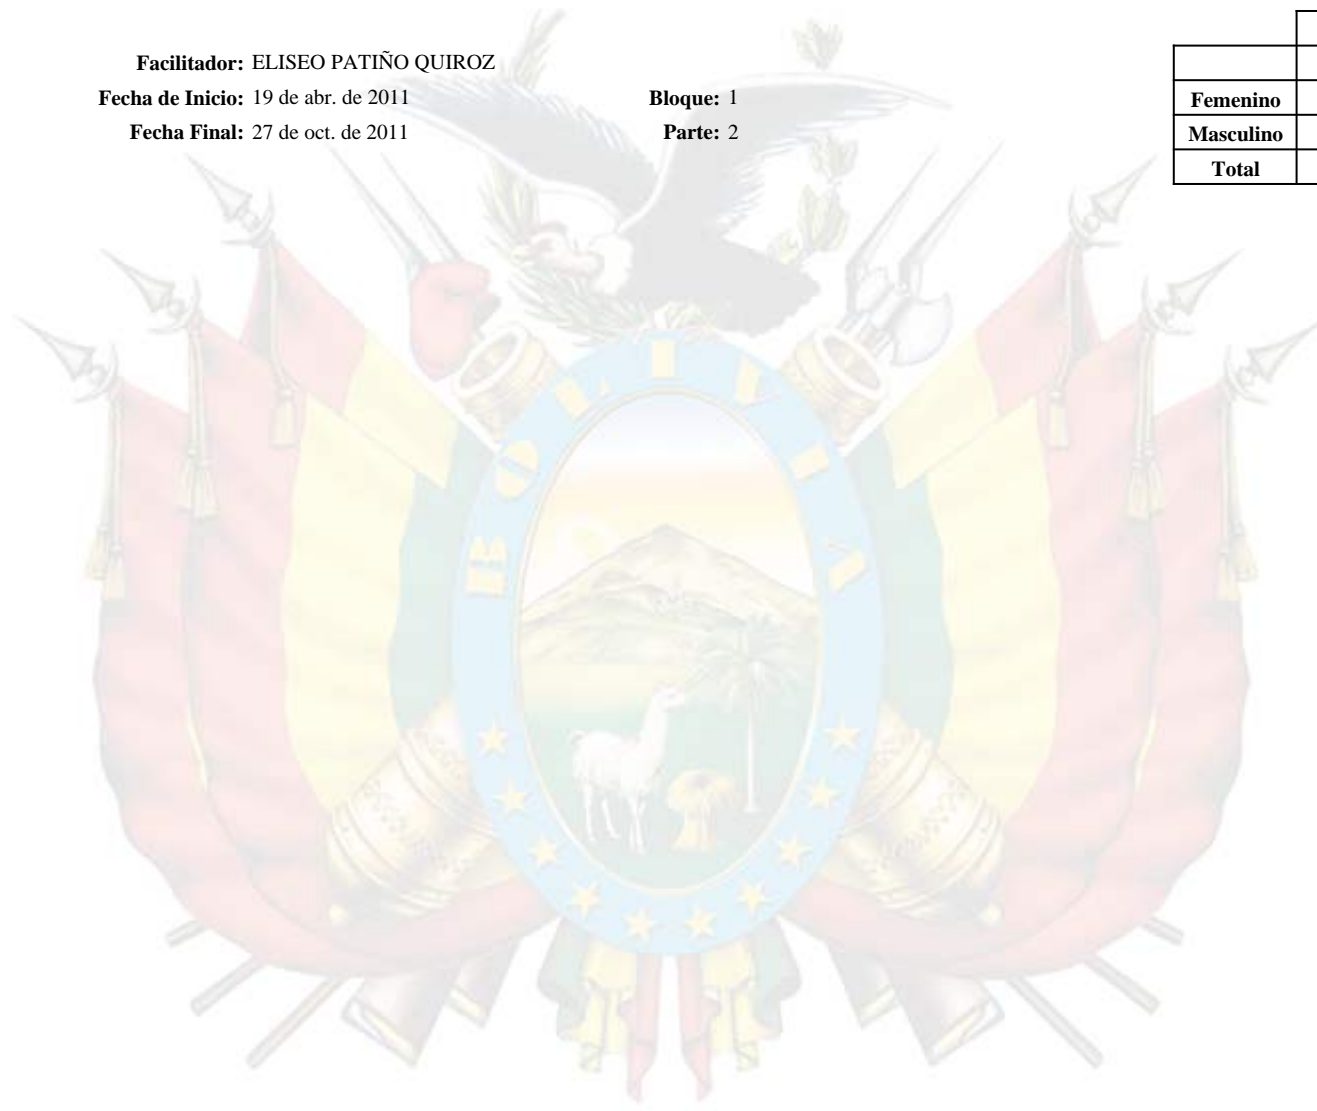 Facilitador: ELISEO PATIÑO QUIROZ
Fecha de Inicio: 19 de abr. de 2011 Bloque: 1
Fecha Final: 27 de oct. de 2011 Parte: 2
Femenino
Masculino
Total
BOLIVIA